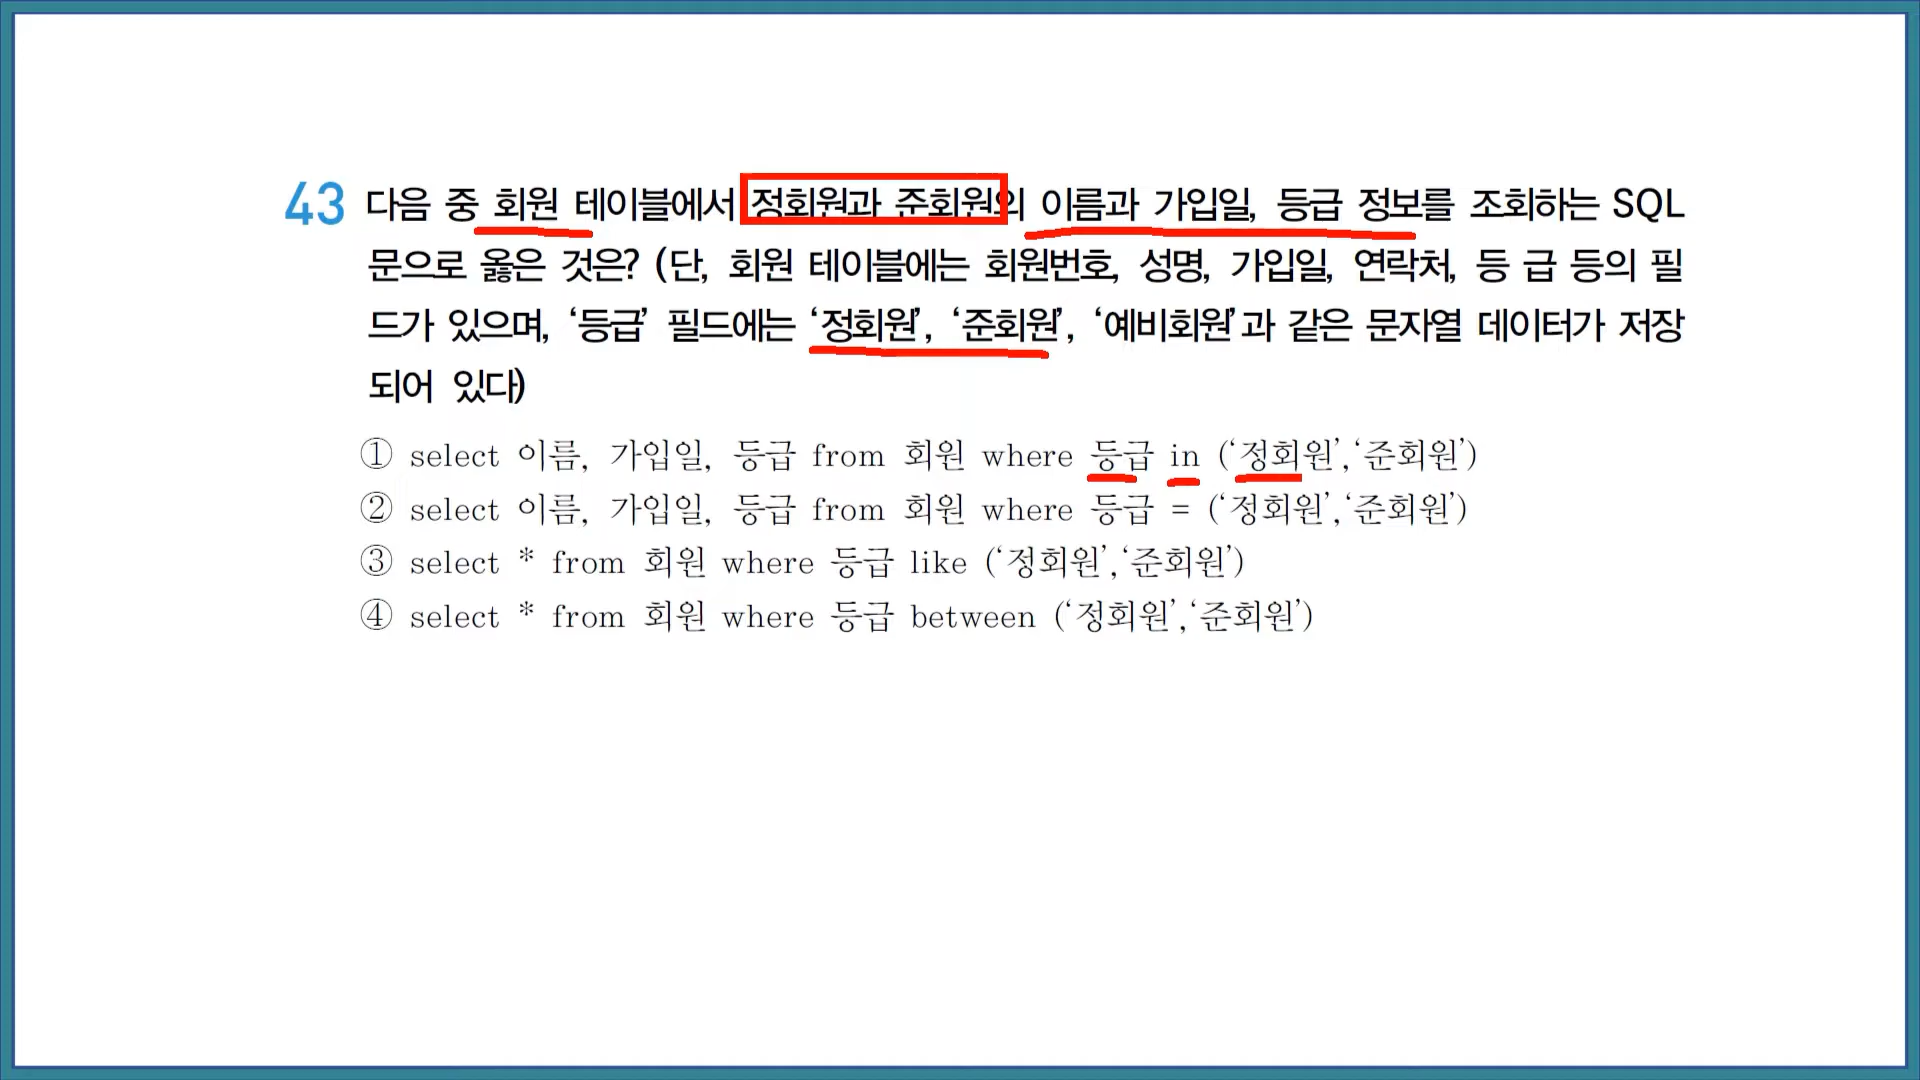 43 다음 중 회원 테이블에서 정회원과 준회원의 이름과 가입일, 등급 정보를 조회하는 SQL
문으로 옳은 것은? (단, 회원 테이블에는 회원번호, 성명, 가입일, 연락처, 등 급 등의 필
드가 있으며, ‘등급’ 필드에는 ‘정회원’, ‘준회원’, ‘예비회원’과 같은 문자열 데이터가 저장
되어 있다)
① select 이름, 가입일, 등급 from 회원 where 등급 in (‘정회원’,‘준회원’)
② select 이름, 가입일, 등급 from 회원 where 등급 = (‘정회원’,‘준회원’)
③ select * from 회원 where 등급 like (‘정회원’,‘준회원’)
④ select * from 회원 where 등급 between (‘정회원’,‘준회원’)